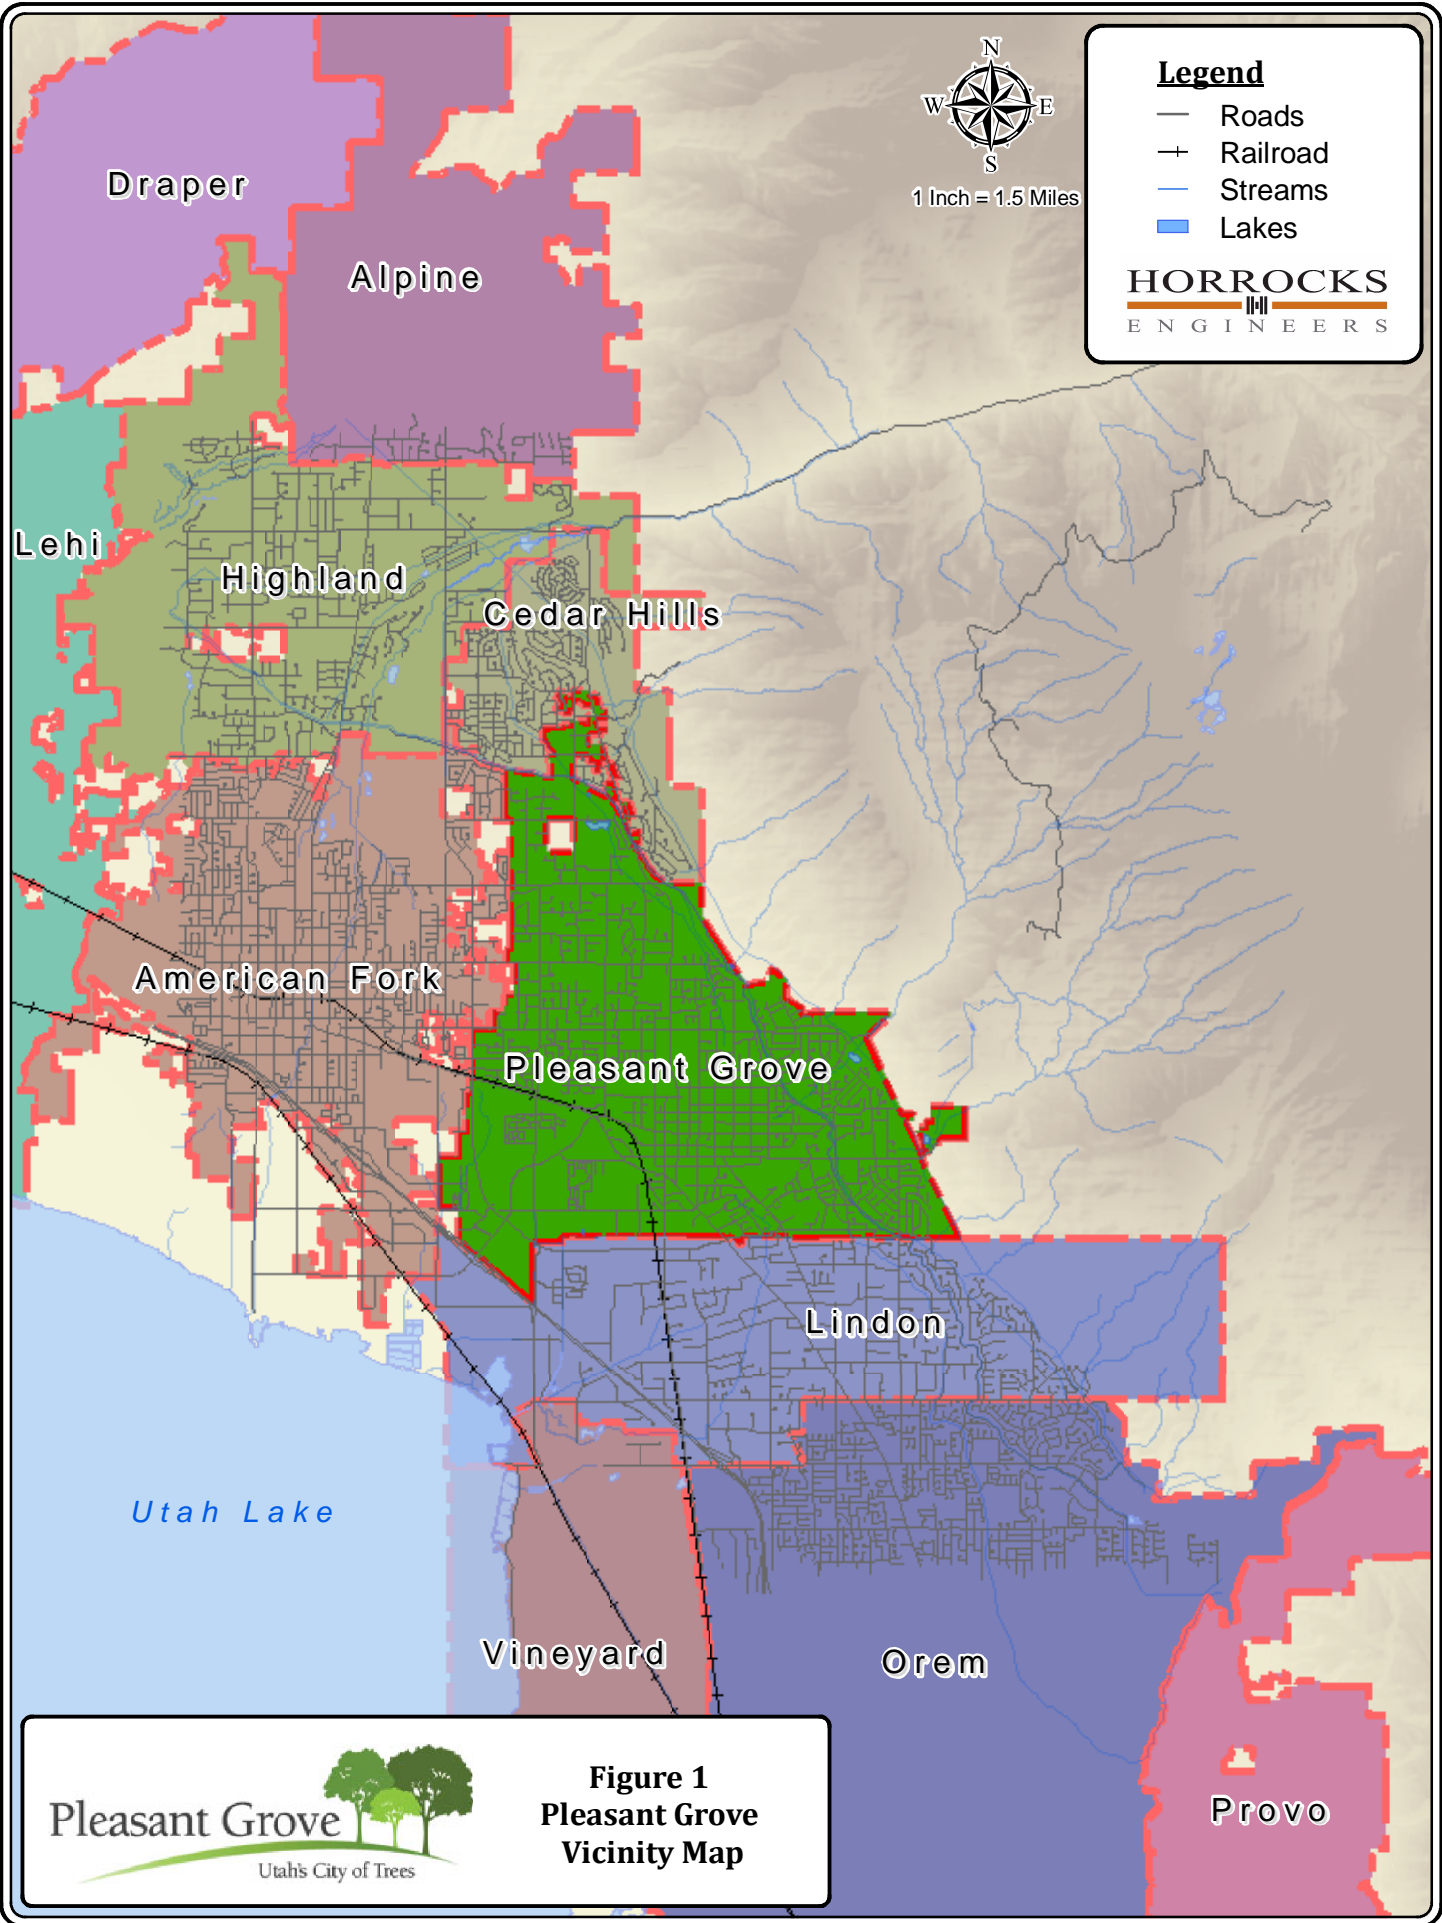 N
W E
S
1 Inch = 1.5 Miles
Legend
Roads
Railroad
Streams
Lakes
HORROCKS
ENGINEERS
Draper
Alpine
Lehi
Highland
Cedar Hills
American Fork
Pleasant Grove
Lindon
Utah Lake
Vineyard
Orem
Provo
Pleasant Grove
Utah's City of Trees
Figure 1
Pleasant Grove
Vicinity Map